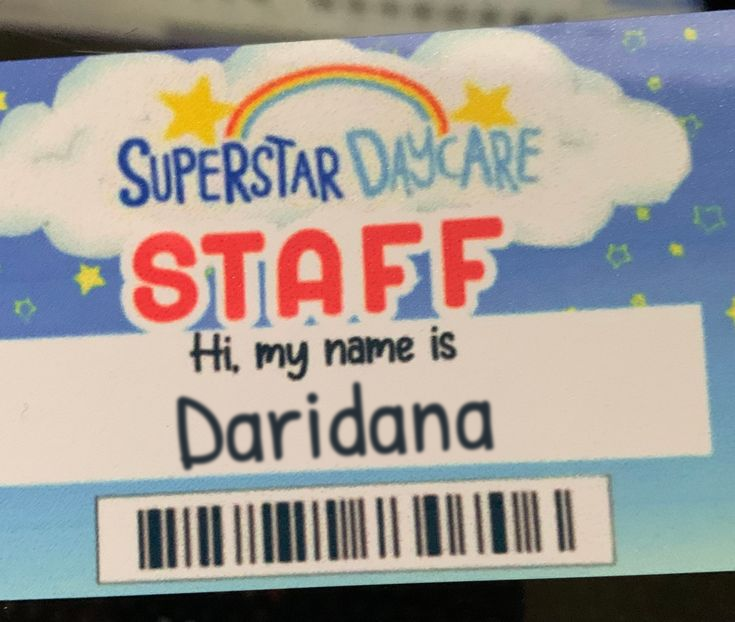 SUPERSTAR DAYCARE
STAFF
Hi, my name is
Daridana